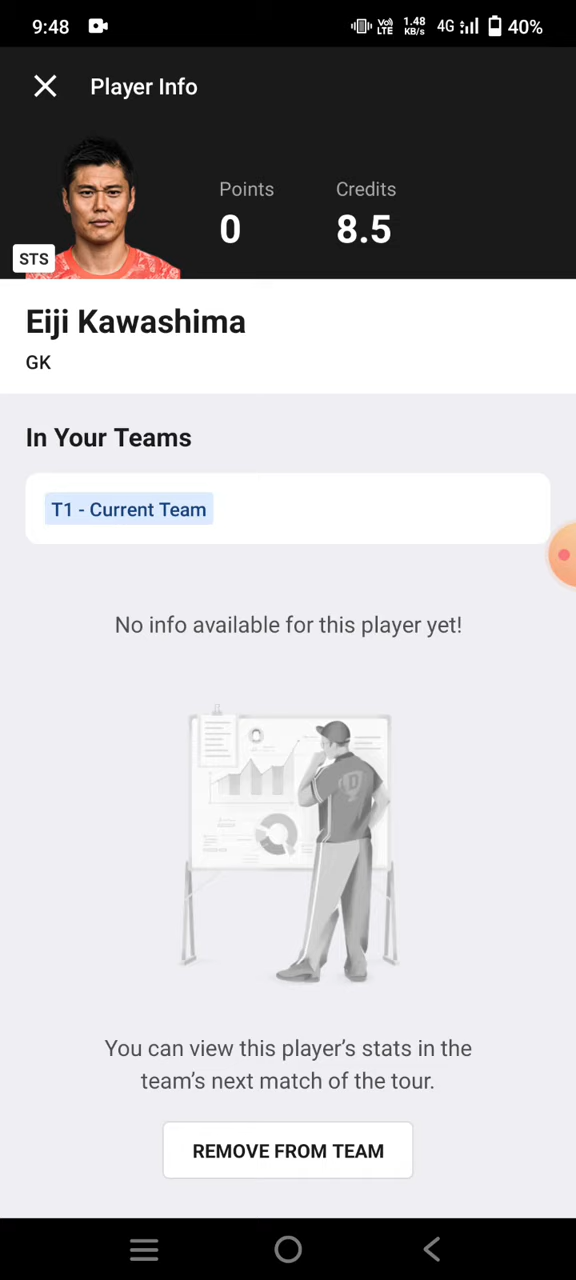 9:48
Vo)
LTE
1.48
KB/s
4G
40%
Player Info
Points
Credits
0
8.5
STS
Eiji Kawashima
GK
In Your Teams
T1 - Current Team
No info available for this player yet!
D
You can view this player's stats in the
team's next match of the tour.
REMOVE FROM TEAM